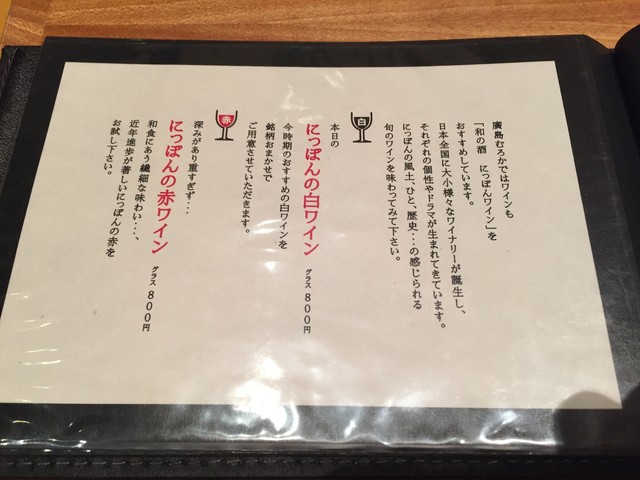 廣島むろかではワインも
「和の酒 にっぽんワイン」を
おすすめしています。
日本全国に大小様々なワイナリーが誕生し、
それぞれの個性やドラマが生まれてきています。
にっぽんの風土、ひと、歴史・・・の感じられる
旬のワインを味わってみて下さい。
白
本日の
にっぽんの白ワイン グラス 800円
今時期のおすすめの白ワインを
銘柄おまかせで
ご用意させていただきます。
赤
深みがあり重すぎず・・・
にっぽんの赤ワイン グラス 800円
和食にあう繊細な味わい・・・、
近年進歩が著しいにっぽんの赤を
お試し下さい。